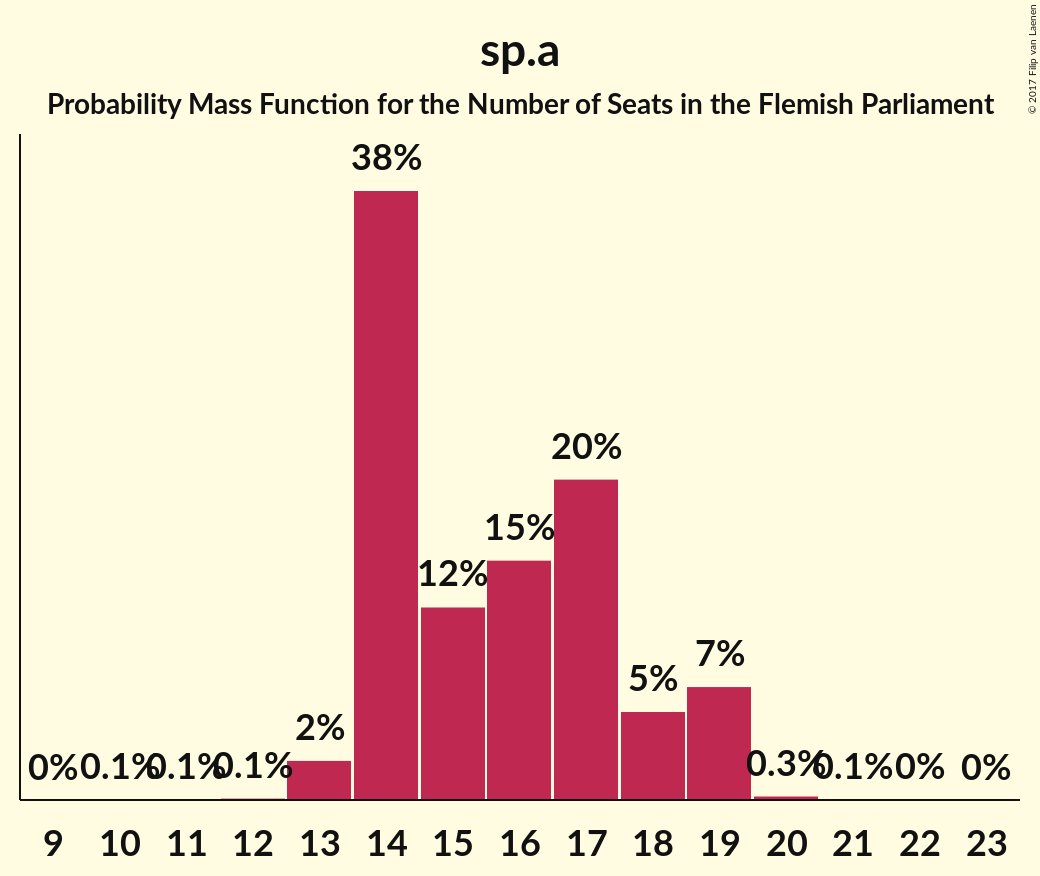 sp.a
Probability Mass Function for the Number of Seats in the Flemish Parliament
© 2017 Filip van Laenen
38%
20%
15%
12%
7%
5%
2%
0% 0.1% 0.1% 0.1% 0.3% 0.1% 0% 0%
9 10 11 12 13 14 15 16 17 18 19 20 21 22 23